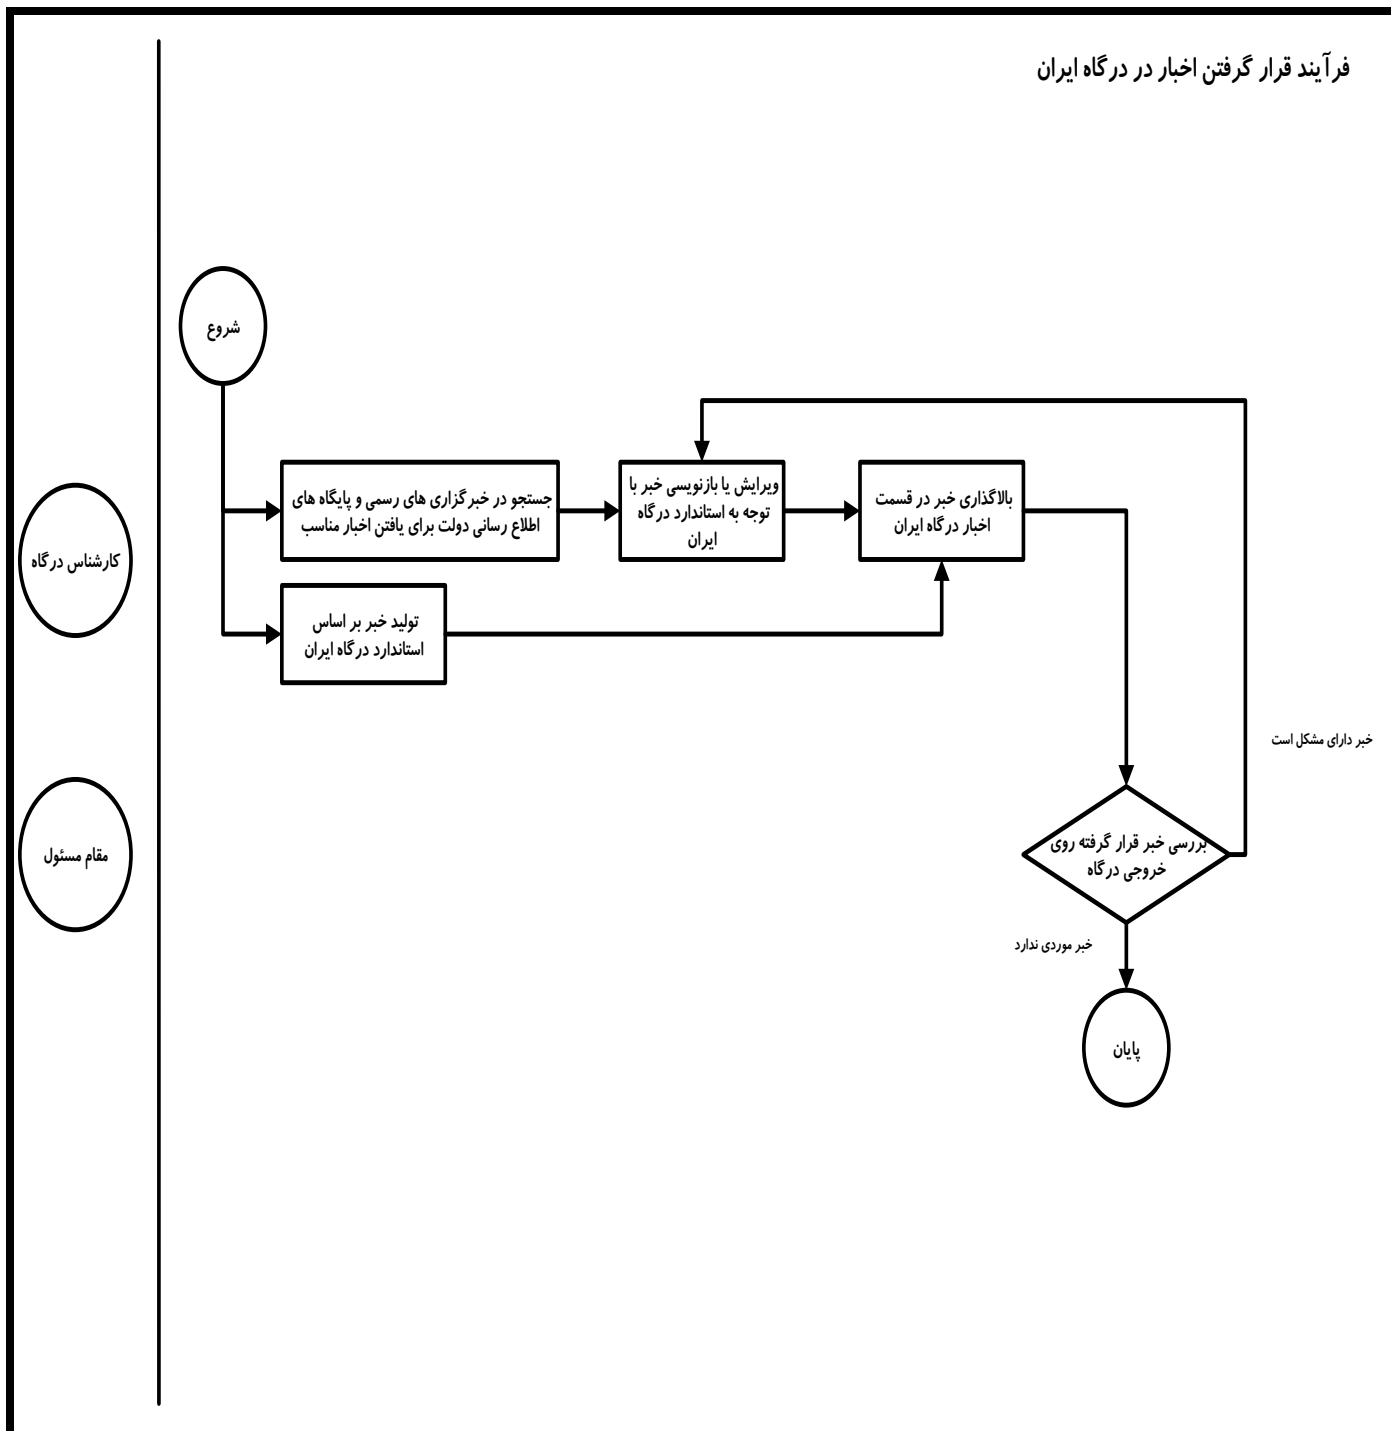 فرآیند قرار گرفتن اخبار در درگاه ایران
شروع
جستجو در خبرگزاری های رسمی و پایگاه های
اطلاع رسانی دولت برای یافتن اخبار مناسب
ویرایش یا بازنویسی خبر با
توجه به استاندارد درگاه
ایران
بالاگذاری خبر در قسمت
اخبار درگاه ایران
کارشناس درگاه
تولید خبر بر اساس
استاندارد درگاه ایران
خبر دارای مشکل است
مقام مسئول
بررسی خبر قرار گرفته روی
خروجی درگاه
خبر موردی ندارد
پایان